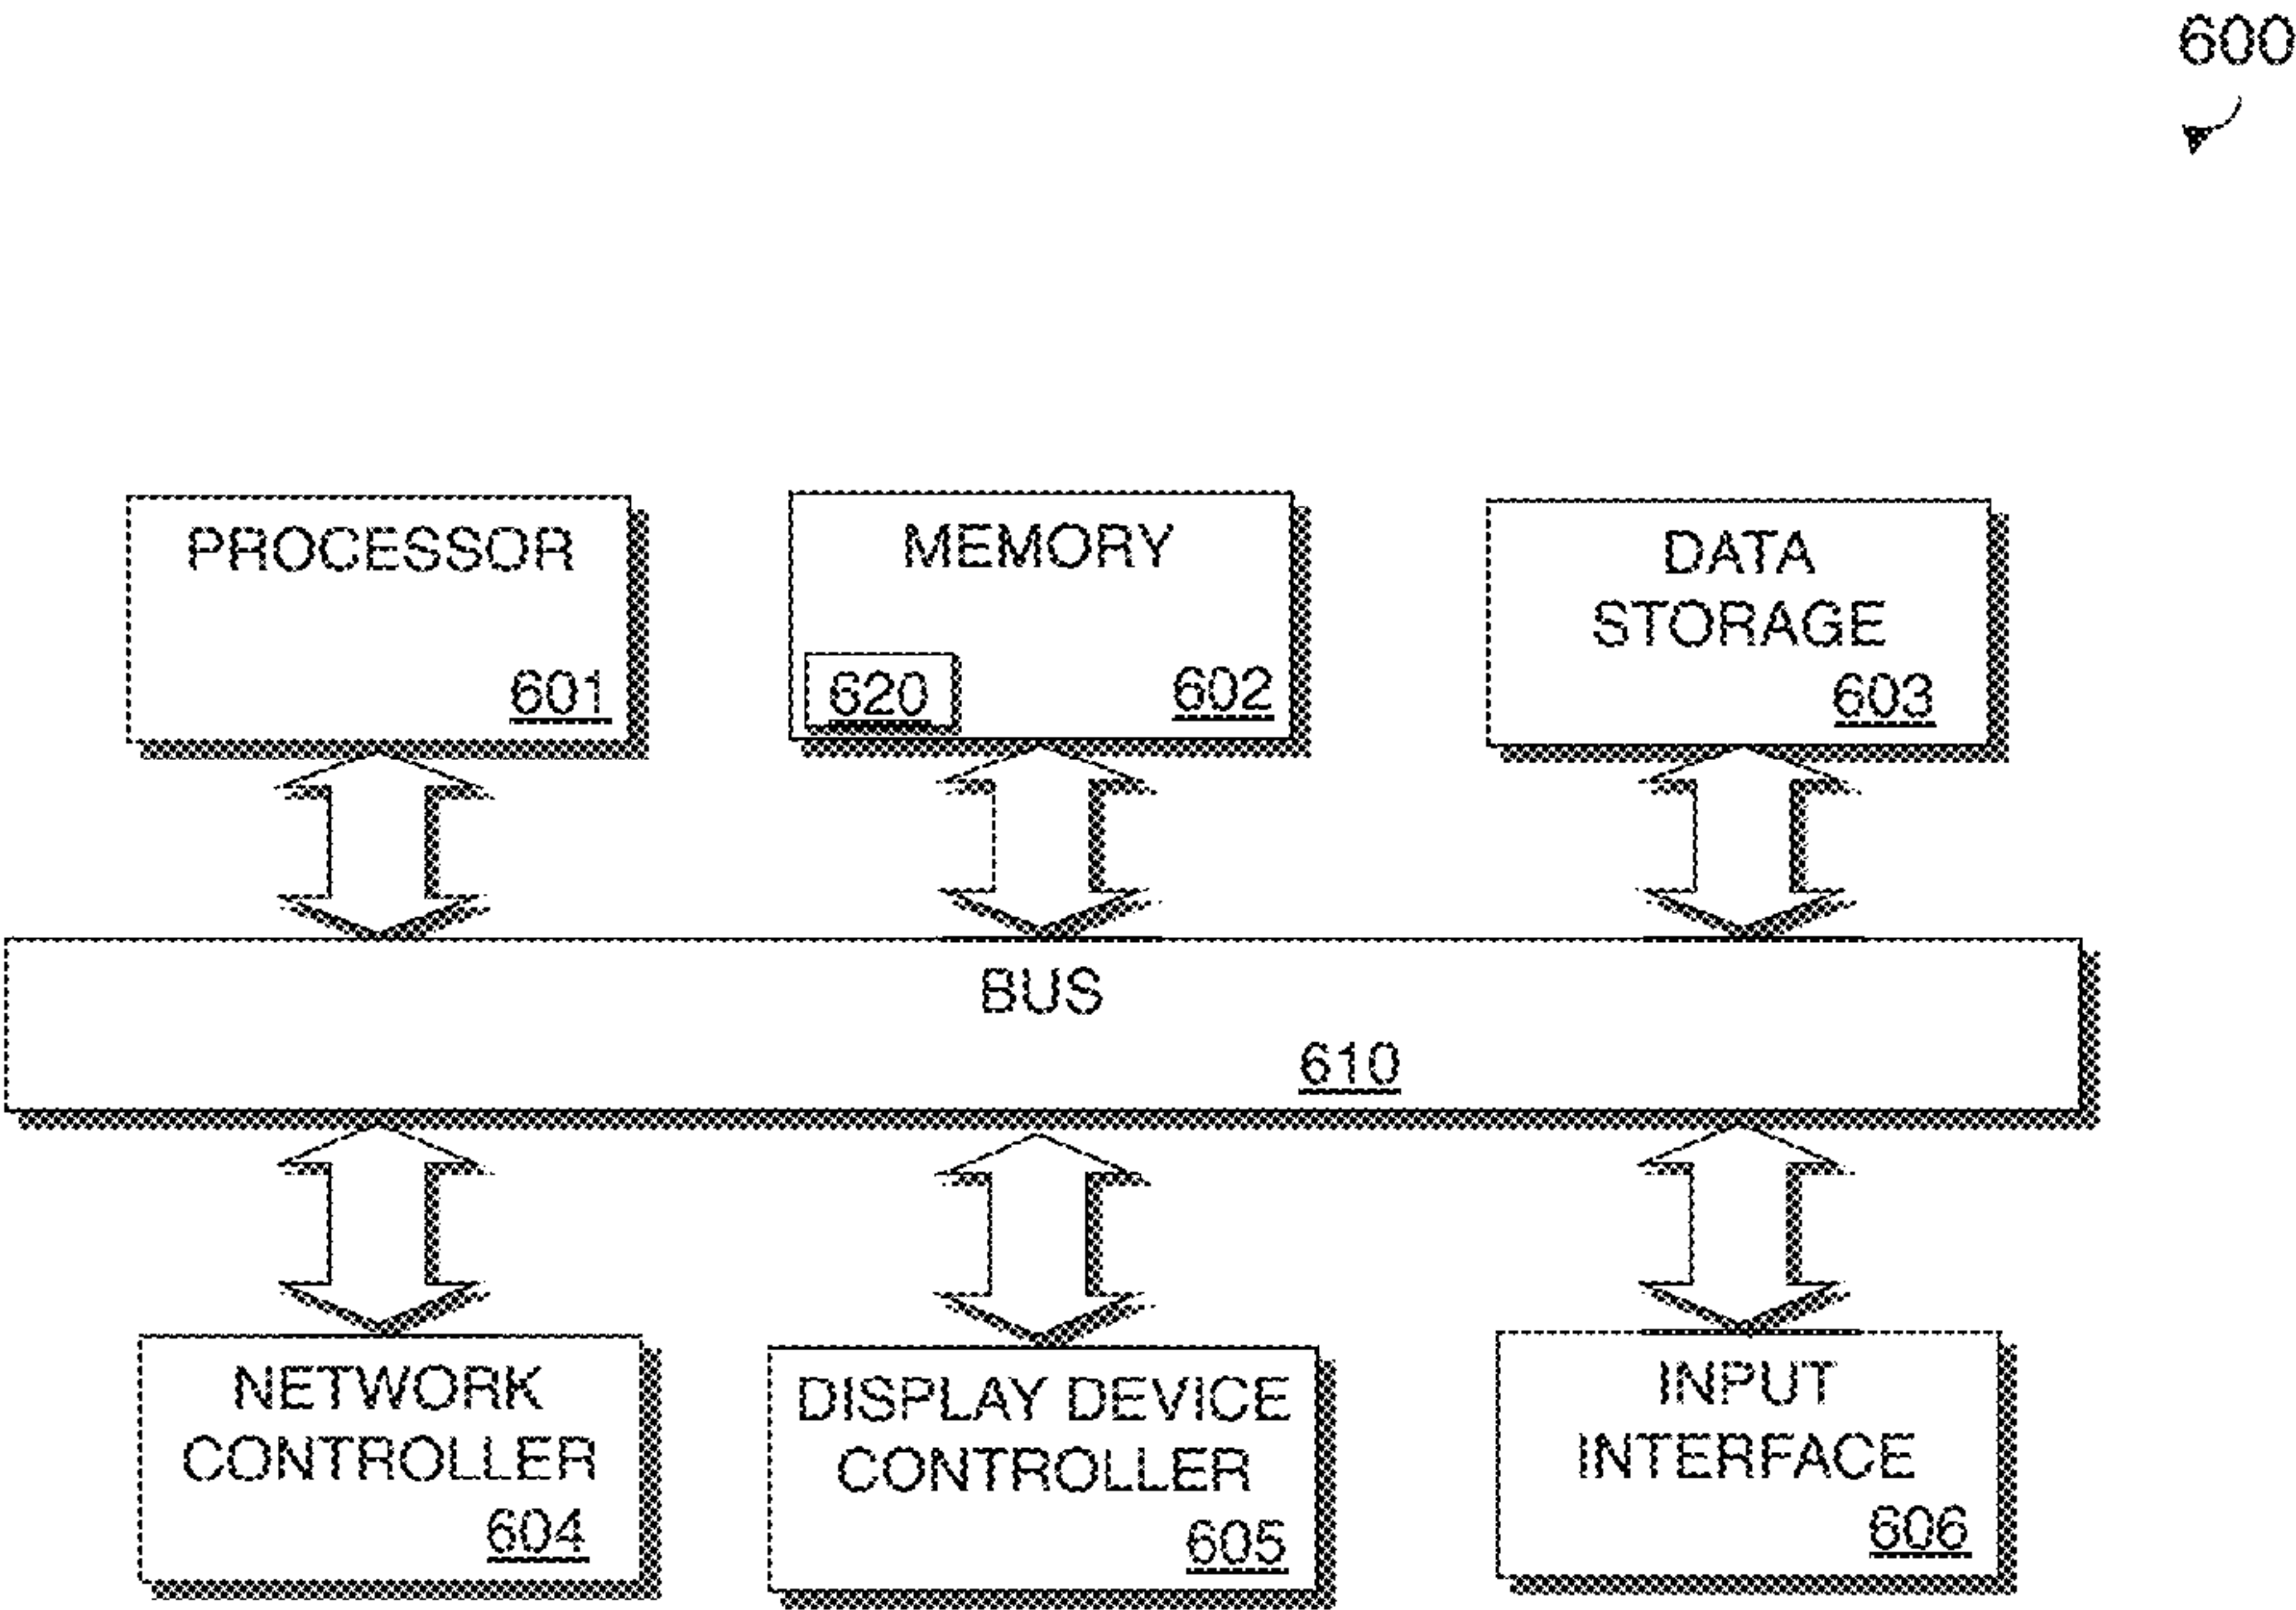 600
PROCESSOR
601
MEMORY
620
602
DATA
STORAGE
603
BUS
610
NETWORK
CONTROLLER
604
DISPLAY DEVICE
CONTROLLER
605
INPUT
INTERFACE
606